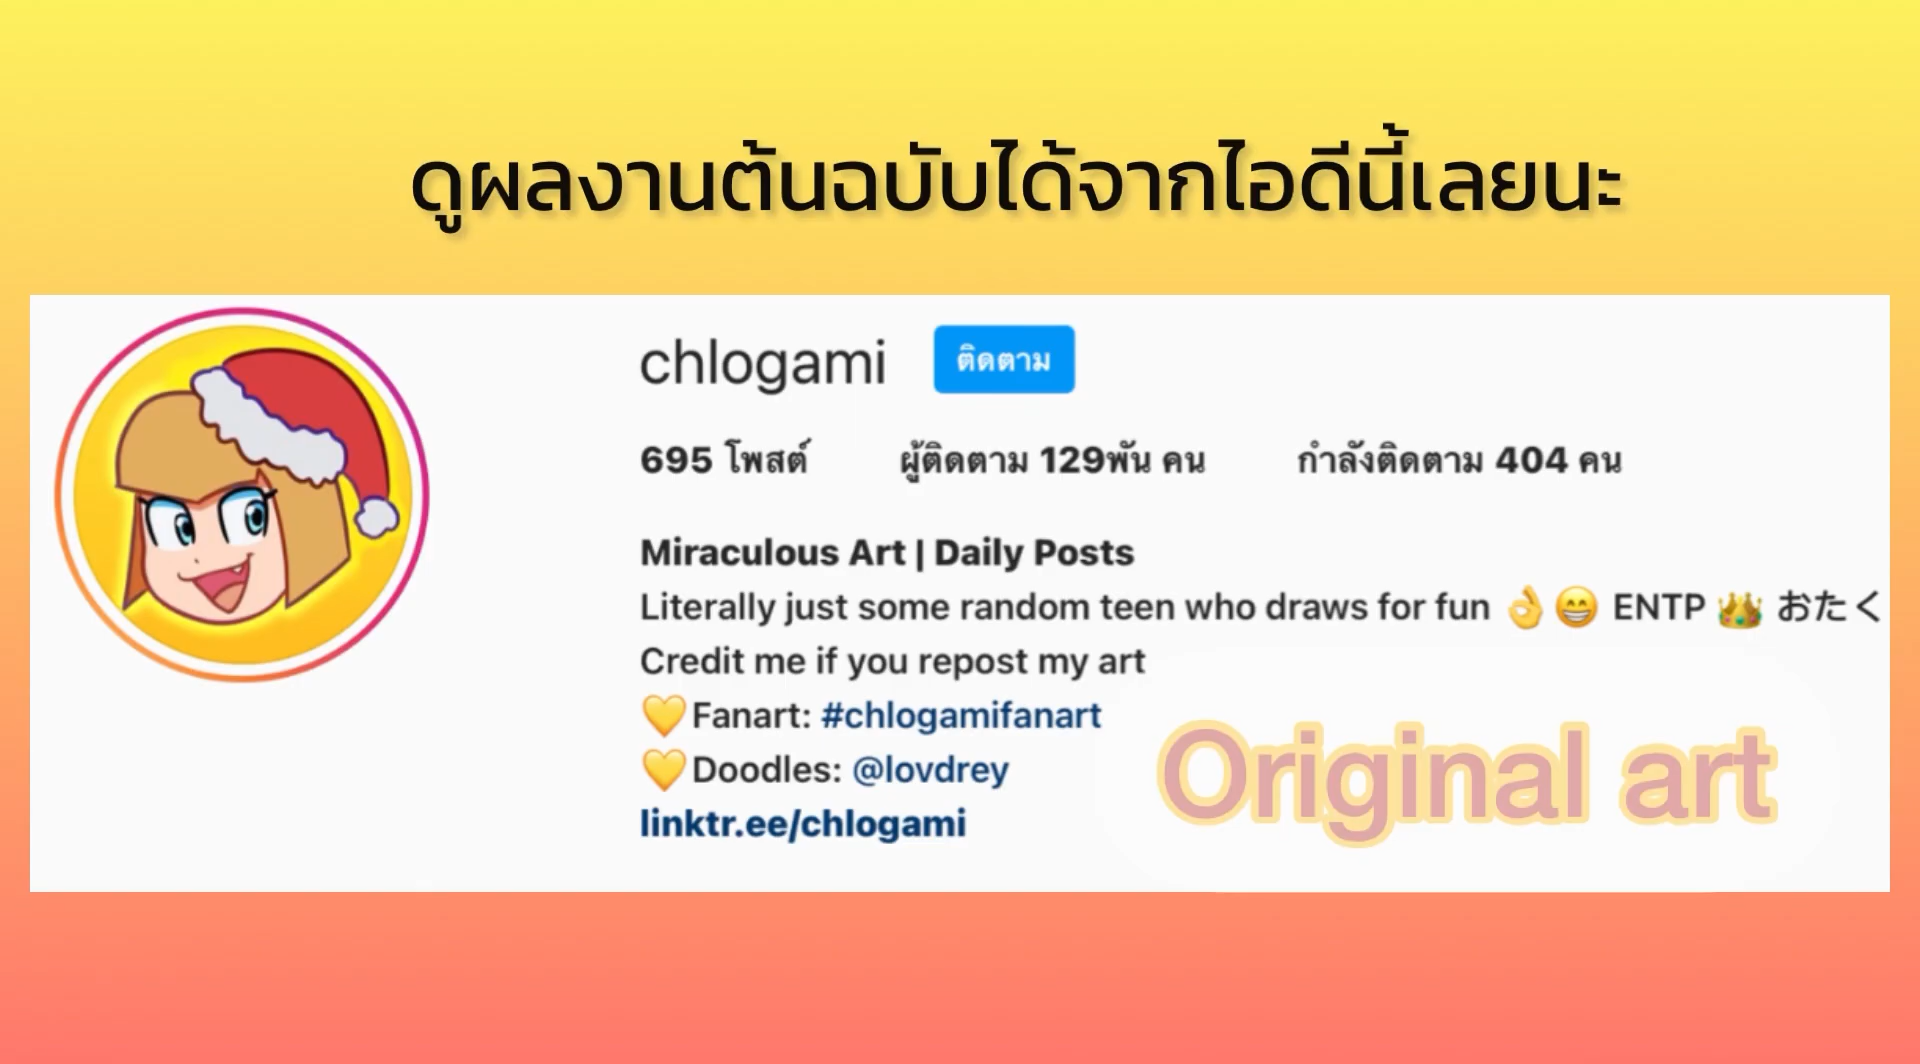 ดูผลงานต้นฉบับได้จากไอดีนี้เลยนะ
chlogami ติดตาม
695 โพสต์ ผู้ติดตาม 129พัน คน กำลังติดตาม 404 คน
Miraculous Art | Daily Posts
Literally just some random teen who draws for fun 👌😁 ENTP 👑 おたく
Credit me if you repost my art
💛Fanart: #chlogamifanart
💛Doodles: @lovdrey
linktr.ee/chlogami
Original art